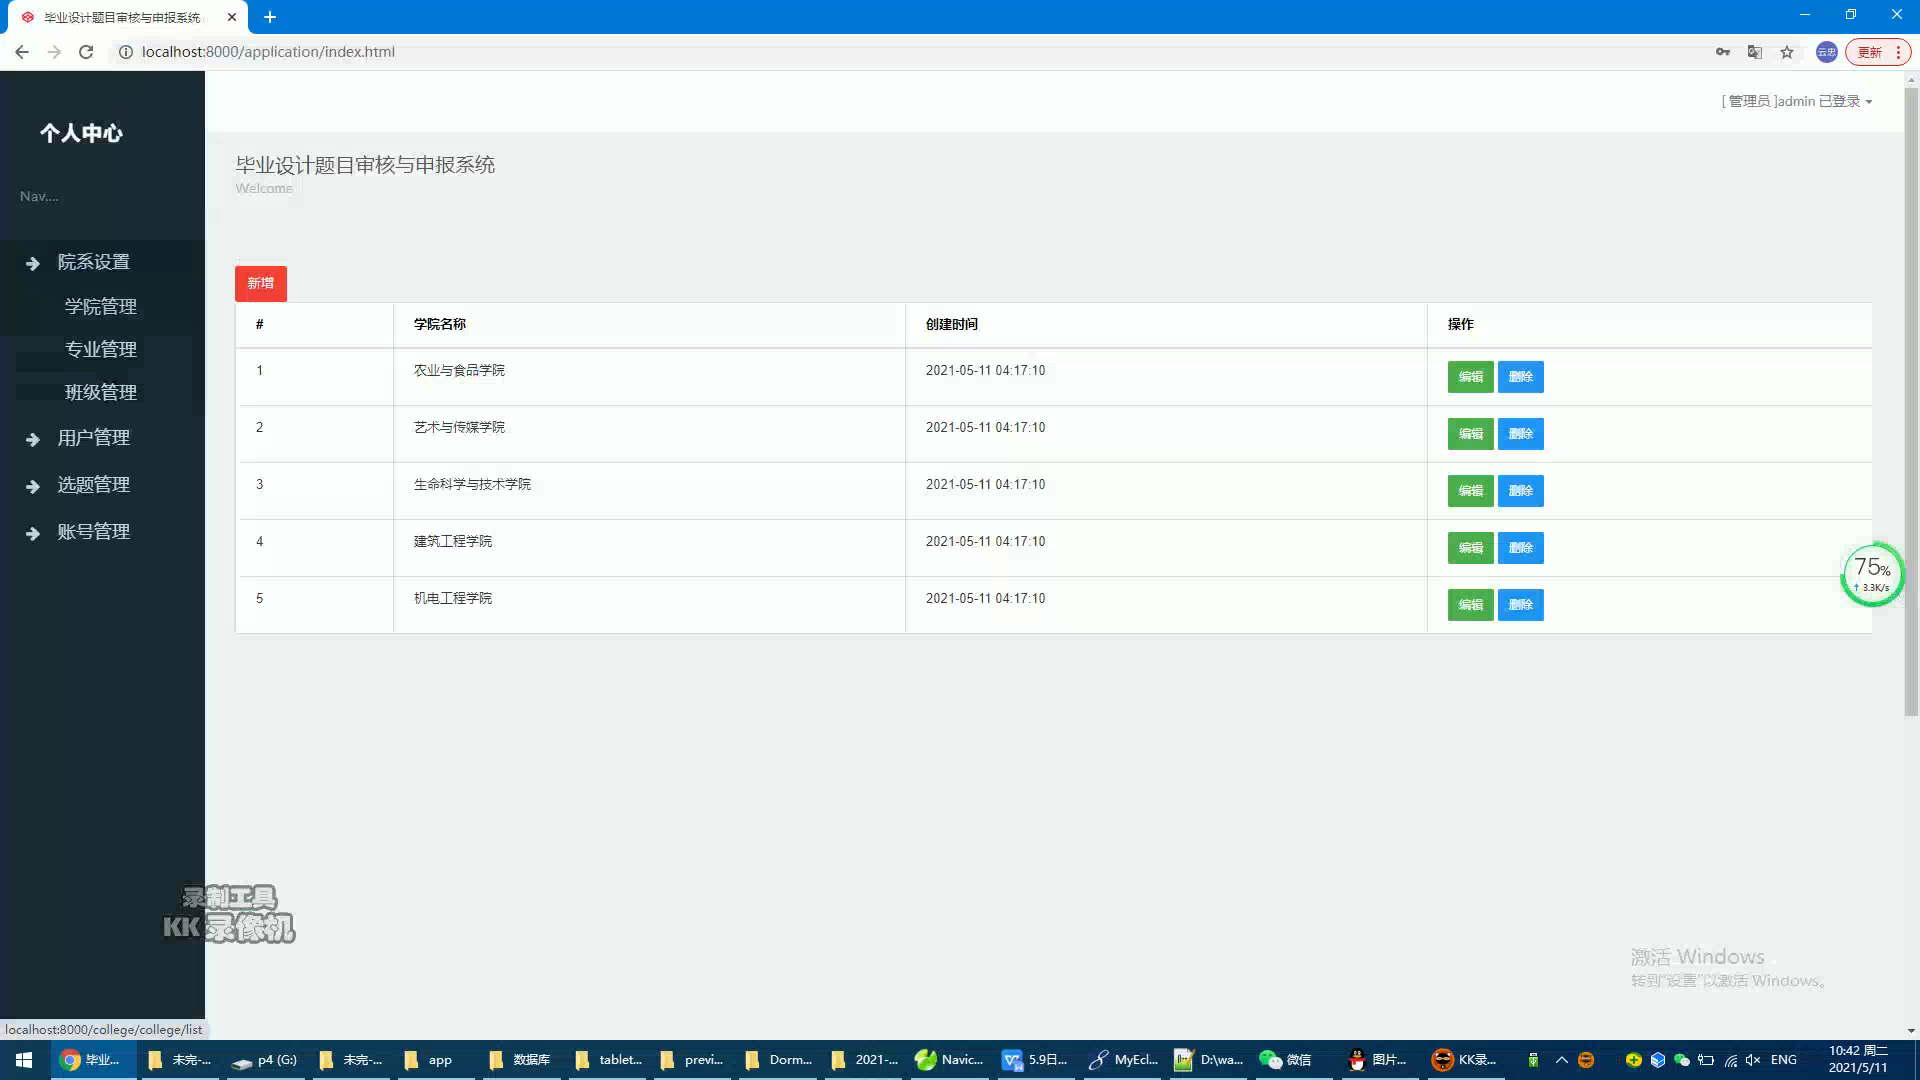 毕业设计题目审核与申报系统
localhost:8000/application/index.html
云忠
更新
个人中心
[ 管理员 ]admin 已登录
毕业设计题目审核与申报系统
Welcome
Nav....
院系设置
学院管理
专业管理
班级管理
用户管理
选题管理
账号管理
新增
# 学院名称 创建时间 操作
1 农业与食品学院 2021-05-11 04:17:10 编辑 删除
2 艺术与传媒学院 2021-05-11 04:17:10 编辑 删除
3 生命科学与技术学院 2021-05-11 04:17:10 编辑 删除
4 建筑工程学院 2021-05-11 04:17:10 编辑 删除
5 机电工程学院 2021-05-11 04:17:10 编辑 删除
75%
↑ 3.3K/s
录制工具
KK 录像机
激活 Windows
转到“设置”以激活 Windows。
localhost:8000/college/college/list
毕业... 未完-... p4 (G:) 未完-... app 数据库 tablet... previ... Dorm... 2021-... Navic... 5.9日... MyEcl... D:\wa... 微信 图片... KK录... ENG
10:42 周二
2021/5/11